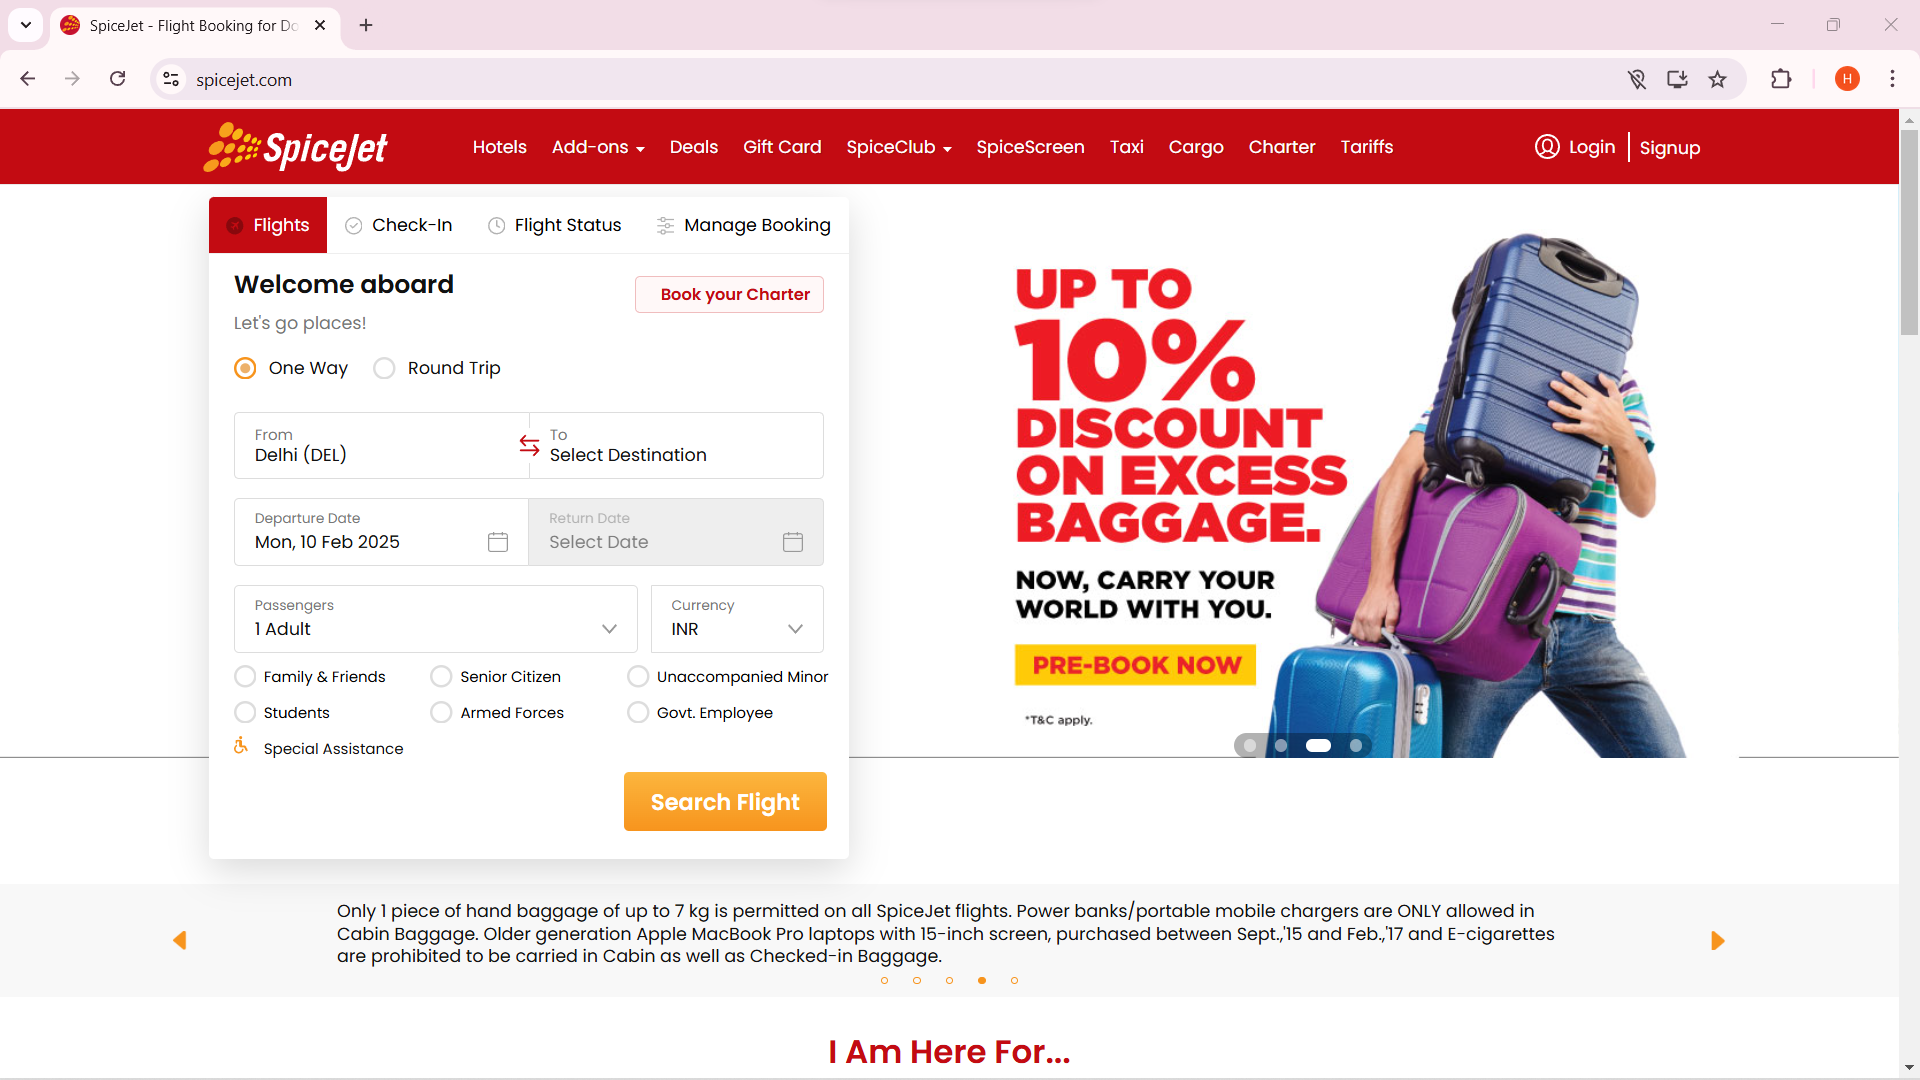 SpiceJet - Flight Booking for Do
spicejet.com
H
SpiceJet
Hotels
Add-ons
Deals
Gift Card
SpiceClub
SpiceScreen
Taxi
Cargo
Charter
Tariffs
Login
Signup
Flights
Check-In
Flight Status
Manage Booking
Welcome aboard
Book your Charter
Let's go places!
One Way
Round Trip
From
Delhi (DEL)
To
Select Destination
Departure Date
Mon, 10 Feb 2025
Return Date
Select Date
Passengers
1 Adult
Currency
INR
Family & Friends
Senior Citizen
Unaccompanied Minor
Students
Armed Forces
Govt. Employee
Special Assistance
Search Flight
UP TO
10%
DISCOUNT
ON EXCESS
BAGGAGE.
NOW, CARRY YOUR
WORLD WITH YOU.
PRE-BOOK NOW
*T&C apply.
Only 1 piece of hand baggage of up to 7 kg is permitted on all SpiceJet flights. Power banks/portable mobile chargers are ONLY allowed in
Cabin Baggage. Older generation Apple MacBook Pro laptops with 15-inch screen, purchased between Sept.,'15 and Feb.,'17 and E-cigarettes
are prohibited to be carried in Cabin as well as Checked-in Baggage.
I Am Here For...